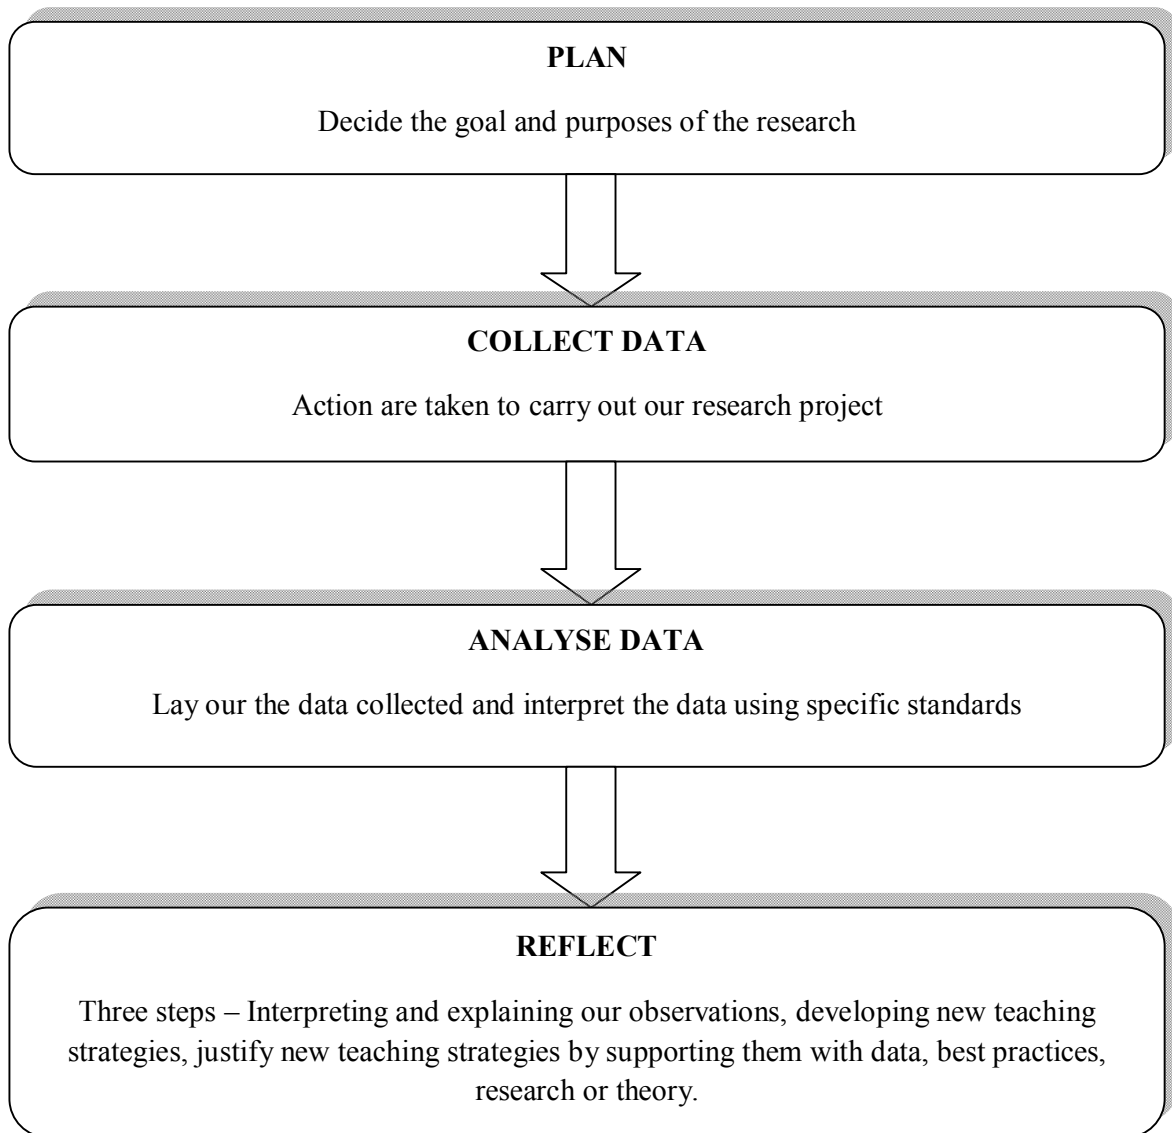 PLAN
Decide the goal and purposes of the research
COLLECT DATA
Action are taken to carry out our research project
ANALYSE DATA
Lay our the data collected and interpret the data using specific standards
REFLECT
Three steps – Interpreting and explaining our observations, developing new teaching
strategies, justify new teaching strategies by supporting them with data, best practices,
research or theory.